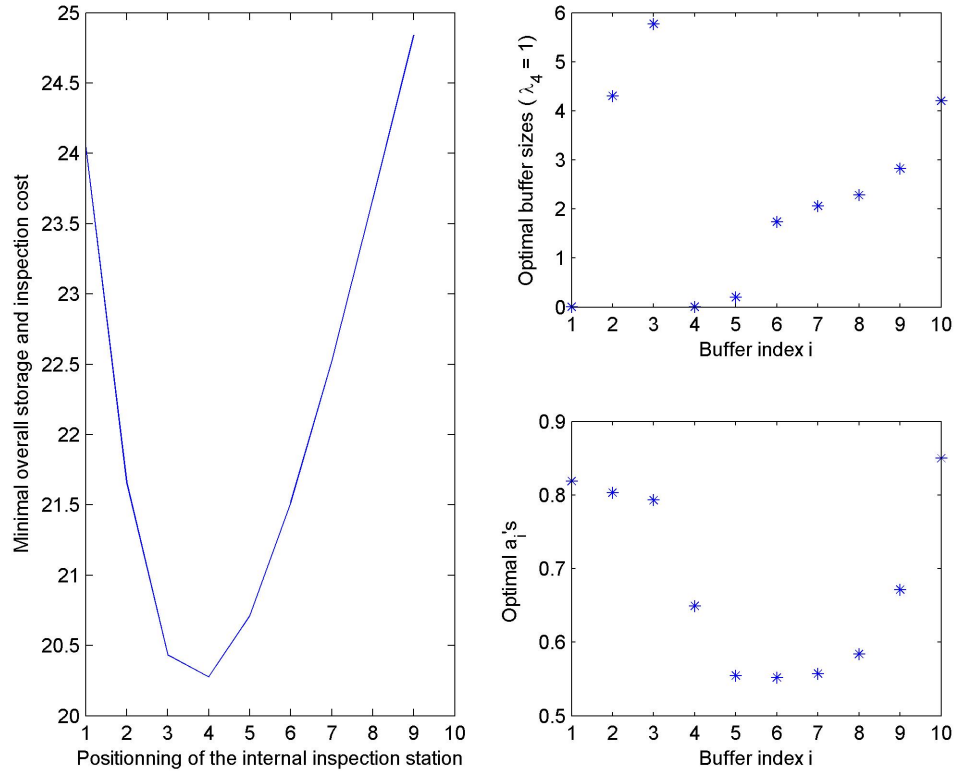 25
24.5
24
23.5
23
22.5
22
21.5
21
20.5
20
1 2 3 4 5 6 7 8 9 10
Minimal overall storage and inspection cost
Positionning of the internal inspection station
6
5
4
3
2
1
0
1 2 3 4 5 6 7 8 9 10
Optimal buffer sizes ( λ_4 = 1)
Buffer index i
0.9
0.8
0.7
0.6
0.5
1 2 3 4 5 6 7 8 9 10
Optimal a_i's
Buffer index i